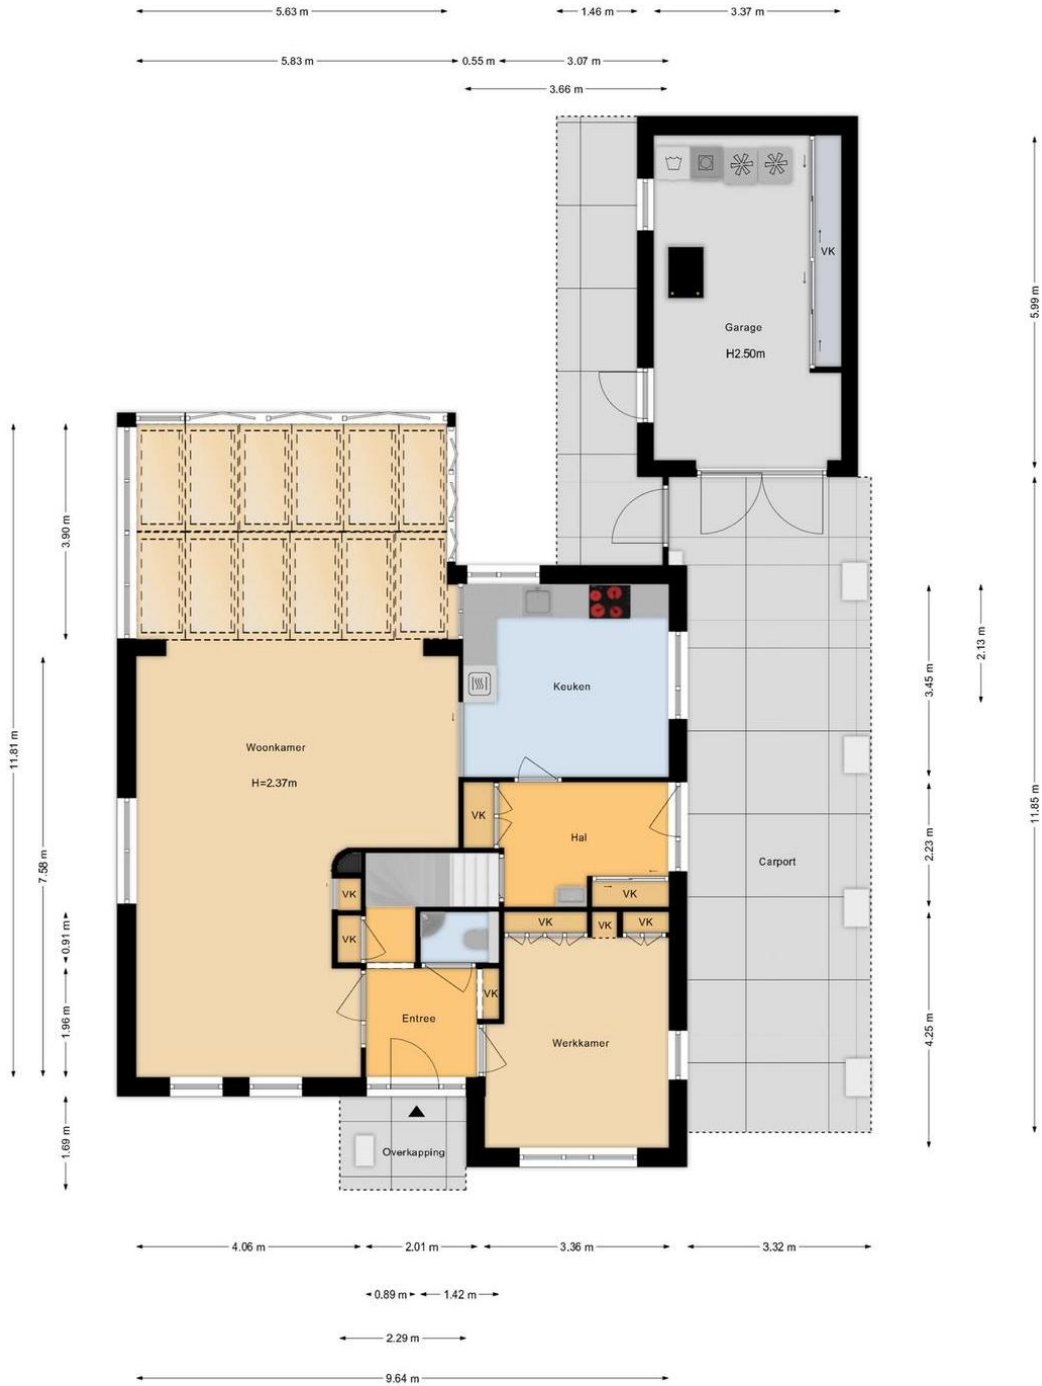 5.63 m
1.46 m
3.37 m
5.83 m
0.55 m
3.07 m
3.66 m
5.99 m
VK
Garage
H2.50m
3.90 m
11.81 m
2.13 m
3.45 m
Keuken
Woonkamer
H=2.37m
11.85 m
VK
Hal
2.23 m
Carport
7.58 m
VK
VK
VK
VK
VK
VK
0.91 m
VK
1.96 m
Entree
4.25 m
Werkkamer
1.69 m
Overkapping
4.06 m
2.01 m
3.36 m
3.32 m
0.89 m
1.42 m
2.29 m
9.64 m